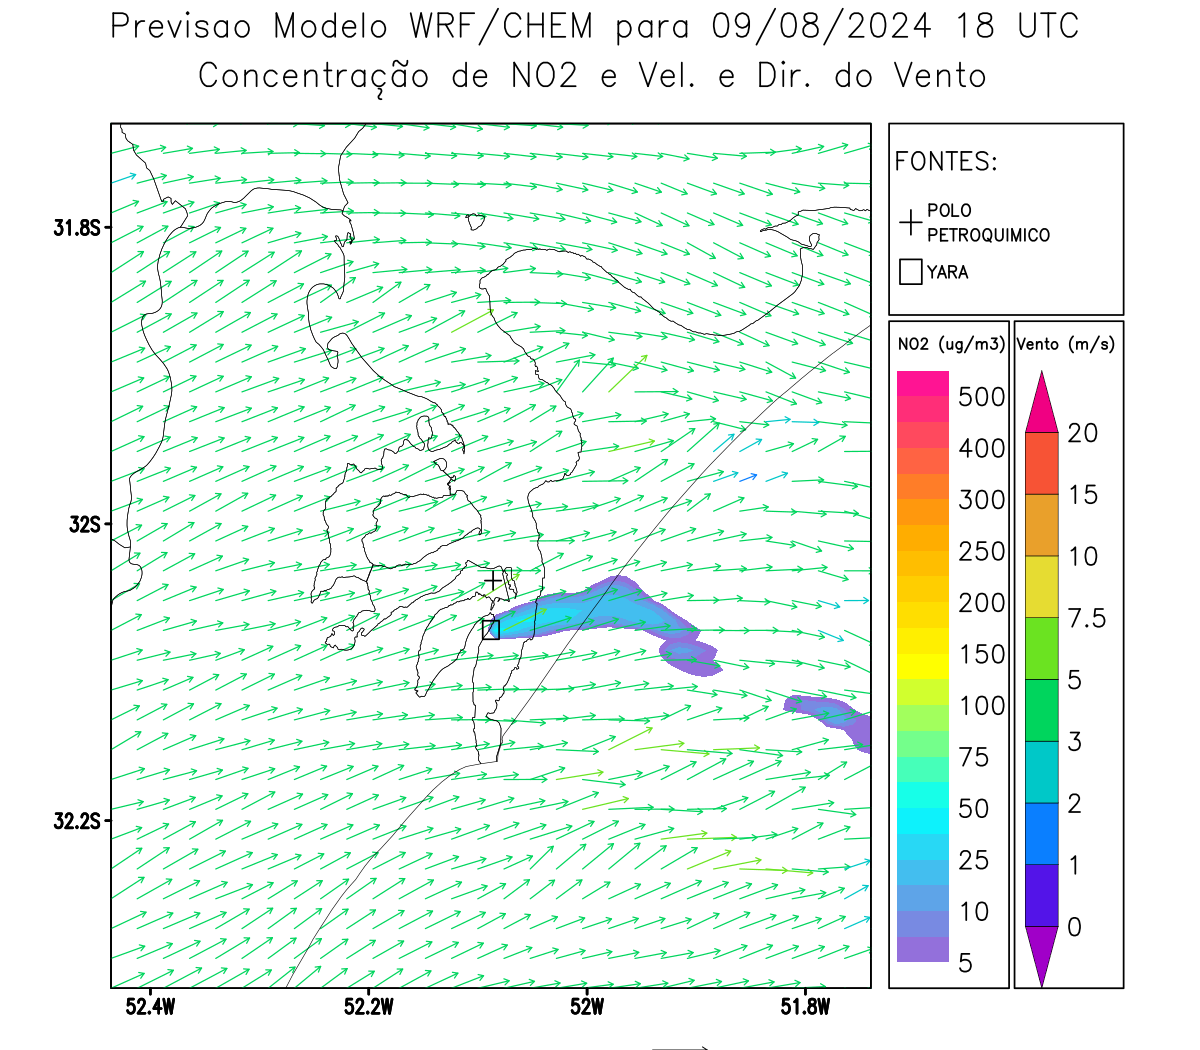 Previsao Modelo WRF/CHEM para 09/08/2024 18 UTC
Concentração de NO2 e Vel. e Dir. do Vento
FONTES:
POLO
PETROQUIMICO
YARA
NO2 (ug/m3)
500
400
300
250
200
150
100
75
50
25
10
5
Vento (m/s)
20
15
10
7.5
5
3
2
1
0
31.8S
32S
32.2S
52.4W
52.2W
52W
51.8W